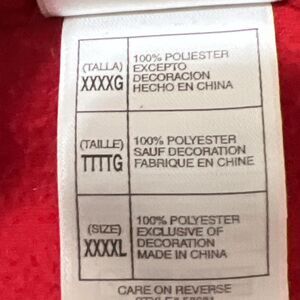 (TALLA)
XXXXG
100% POLIESTER
EXCEPTO
DECORACION
HECHO EN CHINA
(TAILLE)
TTTTG
100% POLYESTER
SAUF DECORATION
FABRIQUE EN CHINE
(SIZE)
XXXXL
100% POLYESTER
EXCLUSIVE OF
DECORATION
MADE IN CHINA
CARE ON REVERSE